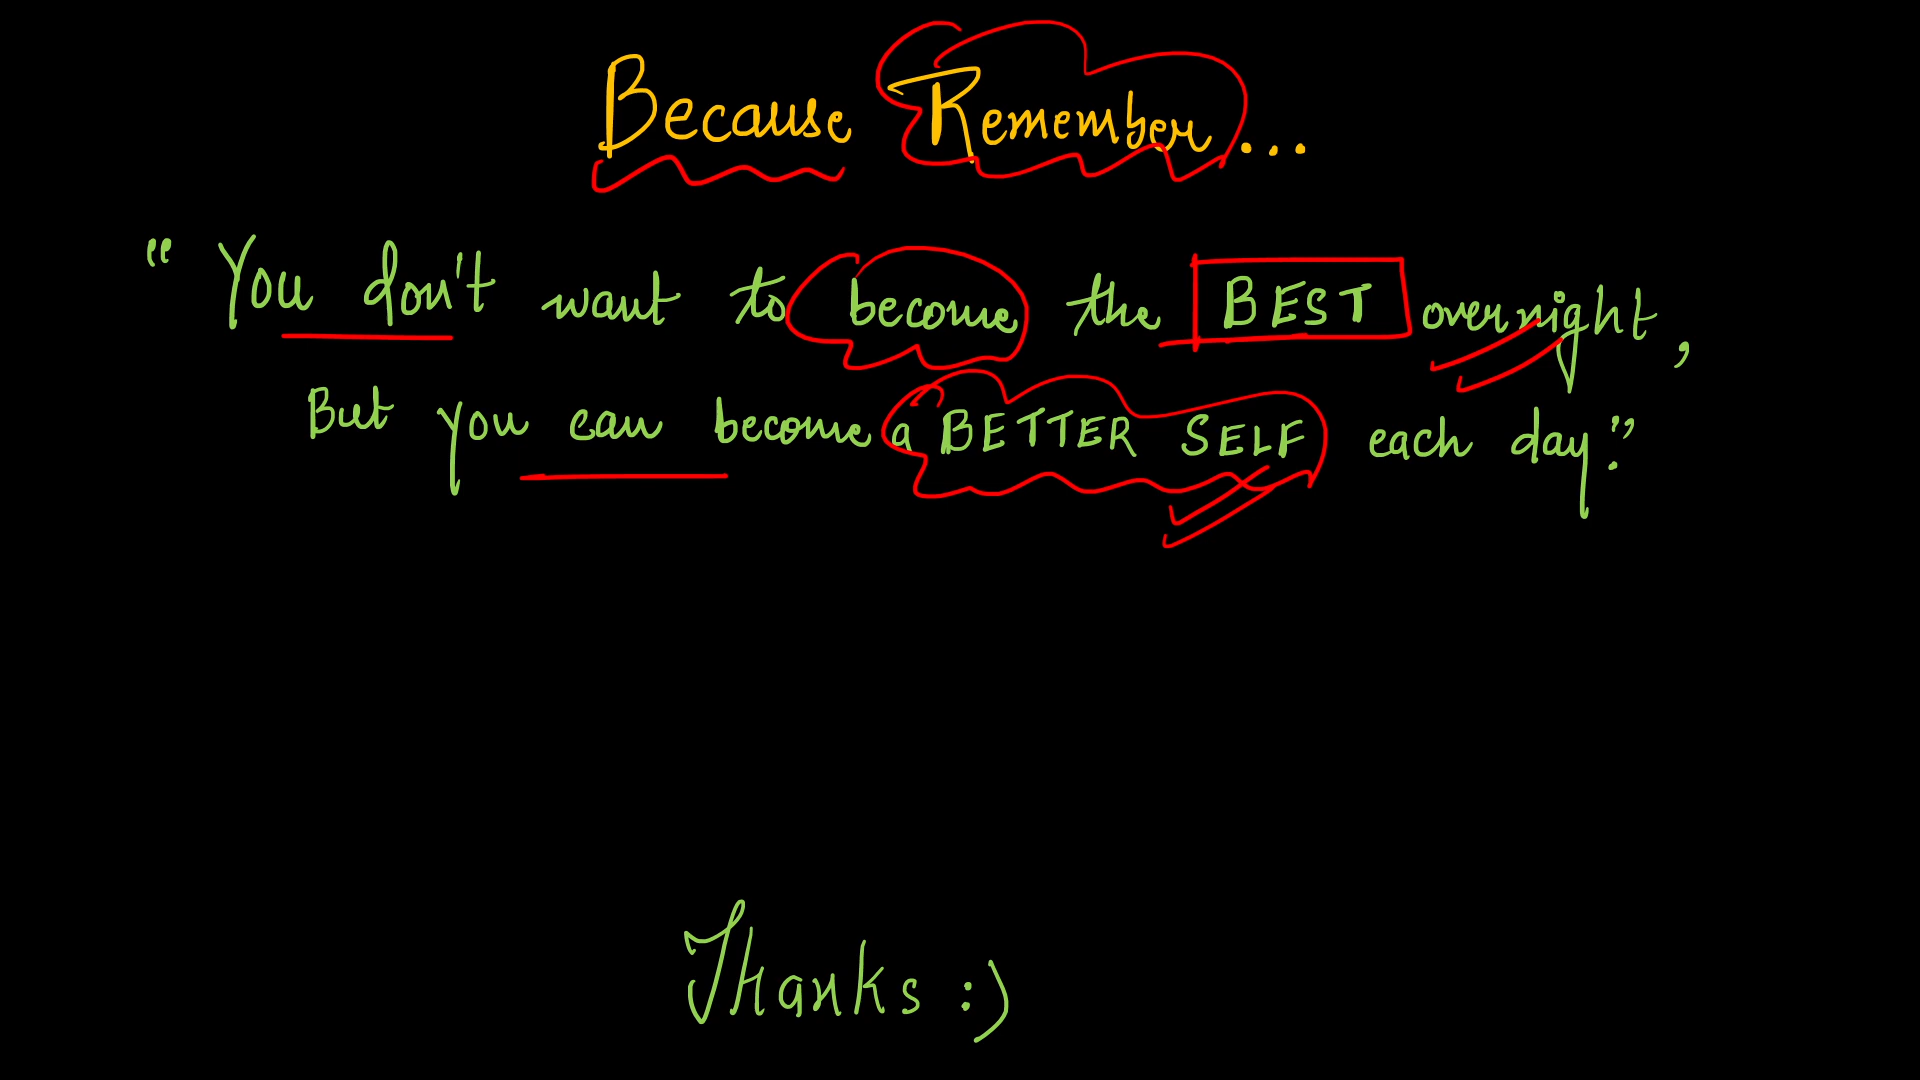 Because Remember...
“ You don't want to become the BEST overnight,
But you can become a BETTER SELF each day.”
Thanks :)